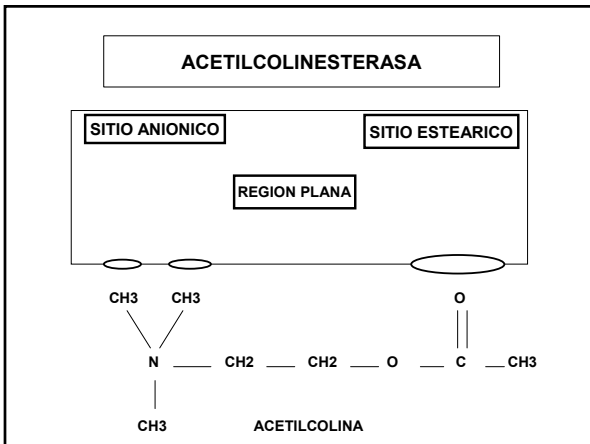 ACETILCOLINESTERASA
SITIO ANIONICO
SITIO ESTEARICO
REGION PLANA
CH3 CH3 O
N CH2 CH2 O C CH3
CH3 ACETILCOLINA